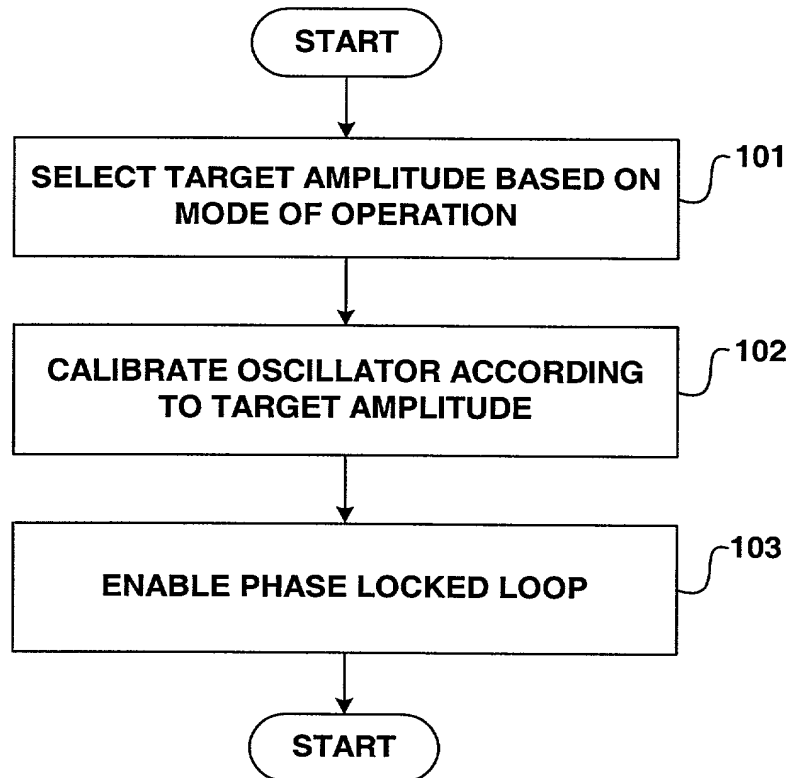 START
SELECT TARGET AMPLITUDE BASED ON
MODE OF OPERATION
101
CALIBRATE OSCILLATOR ACCORDING
TO TARGET AMPLITUDE
102
ENABLE PHASE LOCKED LOOP
103
START